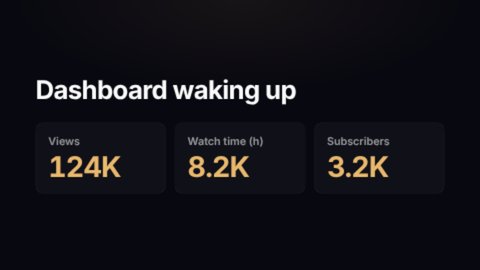 Dashboard waking up
Views
124K
Watch time (h)
8.2K
Subscribers
3.2K